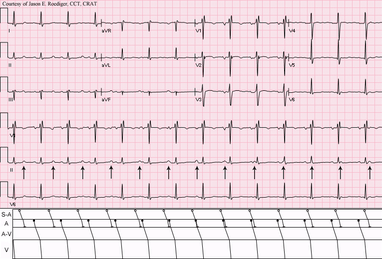 Courtesy of Jason E. Roediger, CCT, CRAT
I aVR V1 V4
II aVL V2 V5
III aVF V3 V6
V1
II
V5
S-A
A
A-V
V